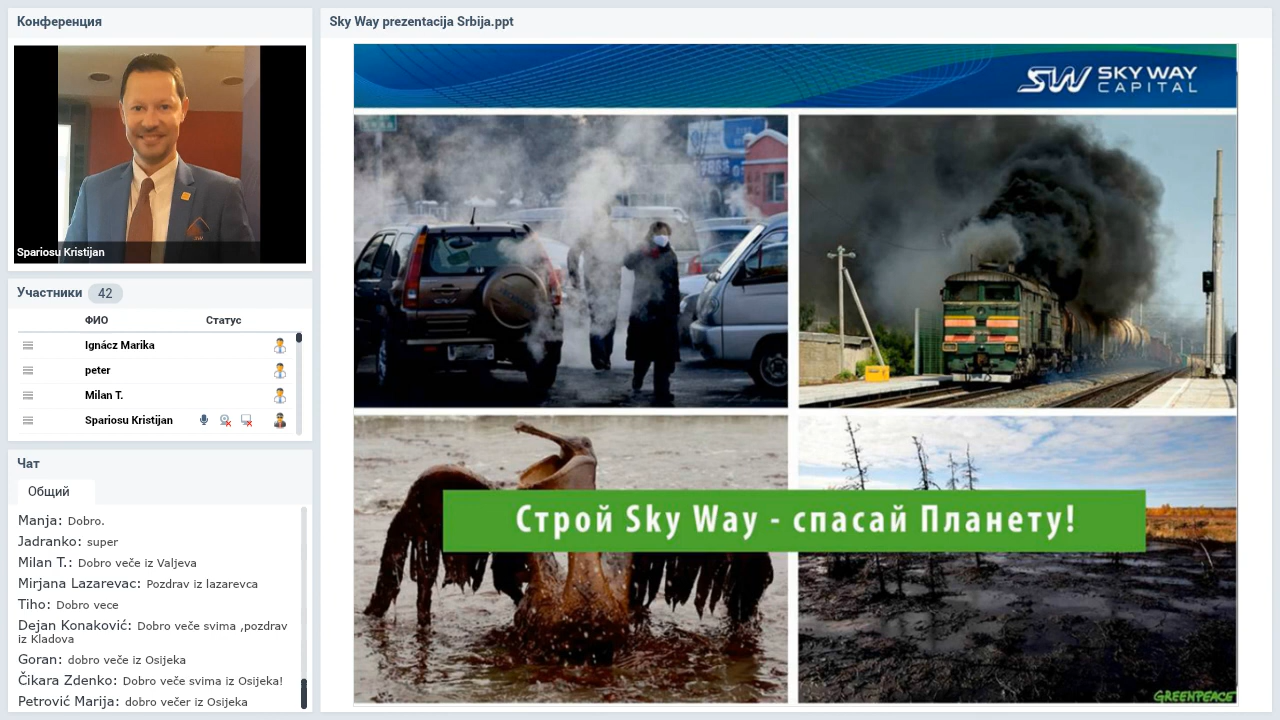 Конференция
Spariosu Kristijan
Участники 42
ФИО Статус
Ignácz Marika
peter
Milan T.
Spariosu Kristijan
Чат
Общий
Manja: Dobro.
Jadranko: super
Milan T.: Dobro veče iz Valjeva
Mirjana Lazarevac: Pozdrav iz lazarevca
Tiho: Dobro vece
Dejan Konaković: Dobro veče svima ,pozdrav
iz Kladova
Goran: dobro veče iz Osijeka
Čikara Zdenko: Dobro veče svima iz Osijeka!
Petrović Marija: dobro večer iz Osijeka
Sky Way prezentacija Srbija.ppt
SW SKY WAY
CAPITAL
Строй Sky Way - спасай Планету!
GREENPEACE